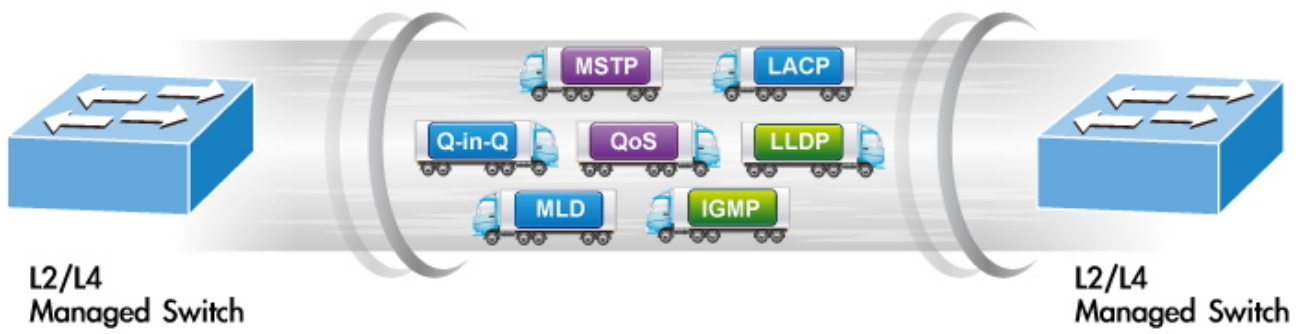 MSTP
LACP
Q-in-Q
QoS
LLDP
MLD
IGMP
L2/L4
Managed Switch
L2/L4
Managed Switch